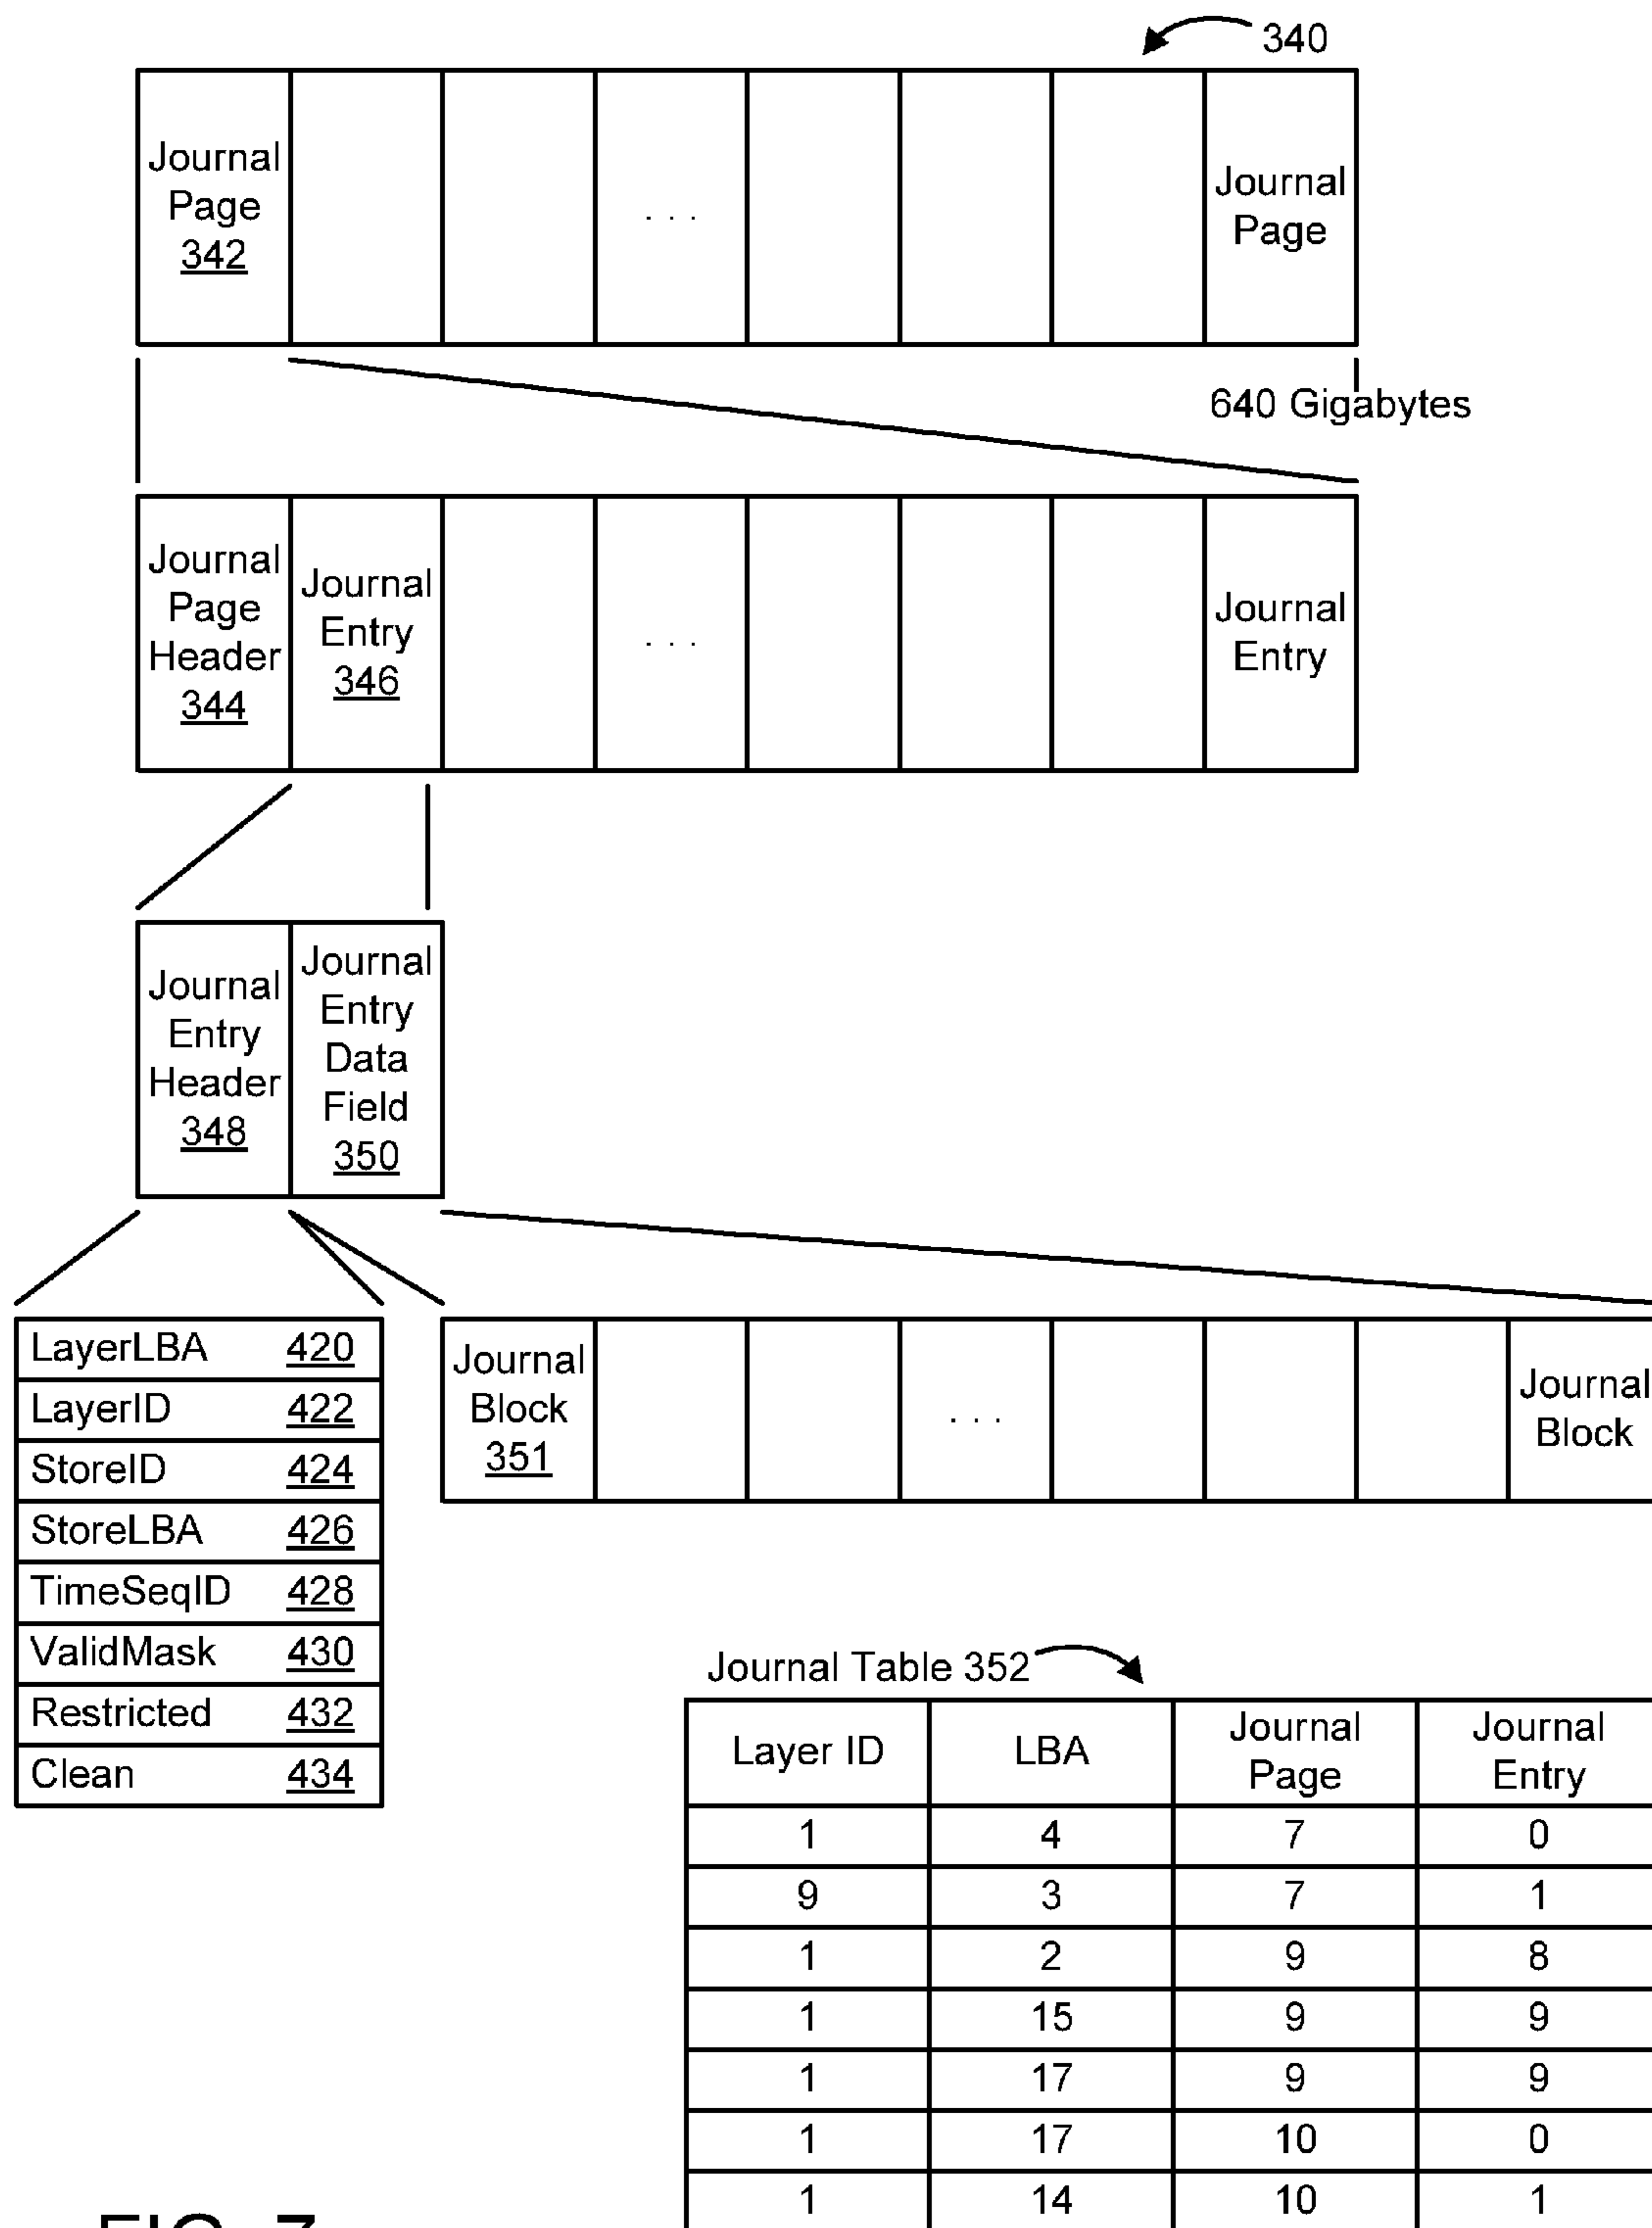 340
Journal
Page
342
. . .
Journal
Page
640 Gigabytes
Journal
Page
Header
344
Journal
Entry
346
. . .
Journal
Entry
Journal
Entry
Header
348
Journal
Entry
Data
Field
350
LayerLBA 420
LayerID 422
StoreID 424
StoreLBA 426
TimeSeqID 428
ValidMask 430
Restricted 432
Clean 434
Journal
Block
351
. . .
Journal
Block
Journal Table 352
Layer ID LBA Journal Page Journal Entry
1 4 7 0
9 3 7 1
1 2 9 8
1 15 9 9
1 17 9 9
1 17 10 0
1 14 10 1
FIG. 7